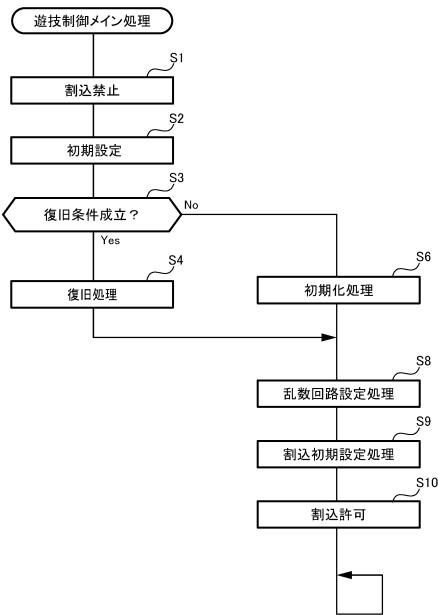 遊技制御メイン処理
S1
割込禁止
S2
初期設定
S3
復旧条件成立？
No
Yes
S4
復旧処理
S6
初期化処理
S8
乱数回路設定処理
S9
割込初期設定処理
S10
割込許可